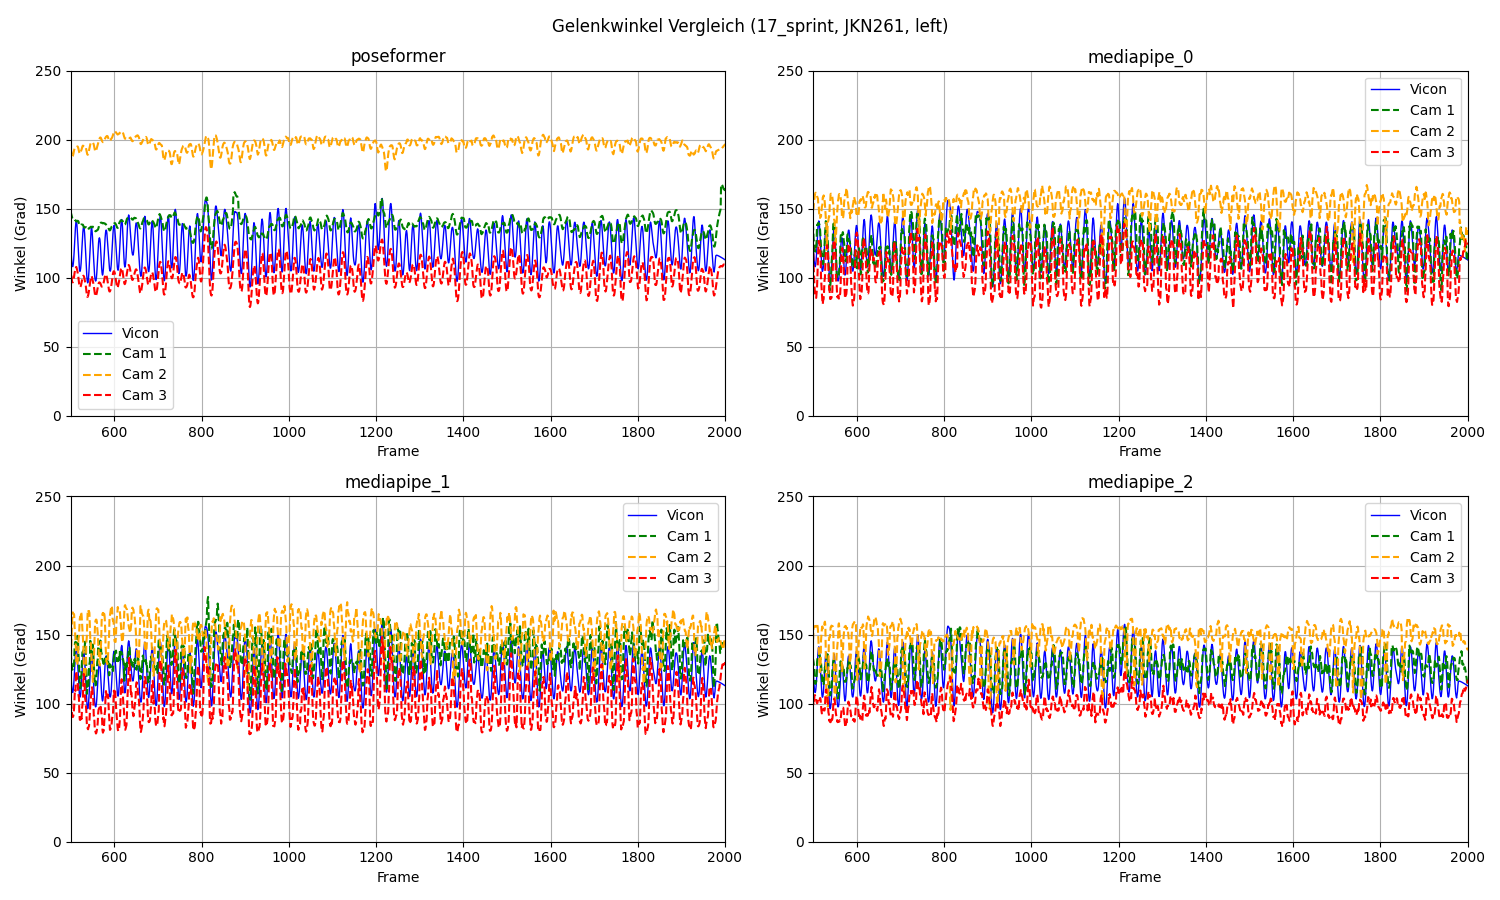 Gelenkwinkel Vergleich (17_sprint, JKN261, left)
poseformer
250
200
150
100
50
0
Winkel (Grad)
Vicon
Cam 1
Cam 2
Cam 3
600 800 1000 1200 1400 1600 1800 2000
Frame
mediapipe_0
250
200
150
100
50
0
Winkel (Grad)
Vicon
Cam 1
Cam 2
Cam 3
600 800 1000 1200 1400 1600 1800 2000
Frame
mediapipe_1
250
200
150
100
50
0
Winkel (Grad)
Vicon
Cam 1
Cam 2
Cam 3
600 800 1000 1200 1400 1600 1800 2000
Frame
mediapipe_2
250
200
150
100
50
0
Winkel (Grad)
Vicon
Cam 1
Cam 2
Cam 3
600 800 1000 1200 1400 1600 1800 2000
Frame